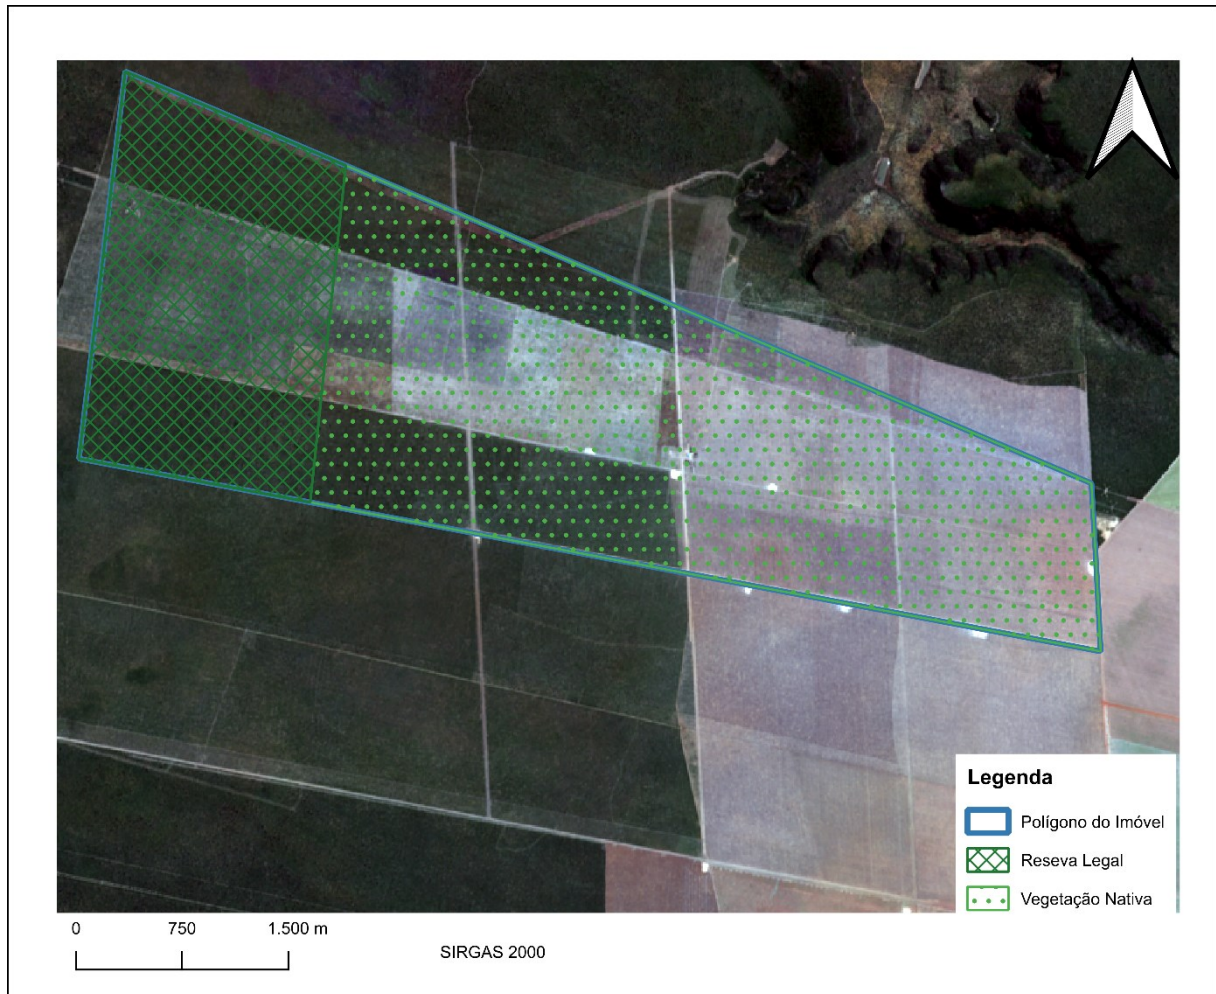 Legenda
Polígono do Imóvel
Reseva Legal
Vegetação Nativa
0 750 1.500 m
SIRGAS 2000